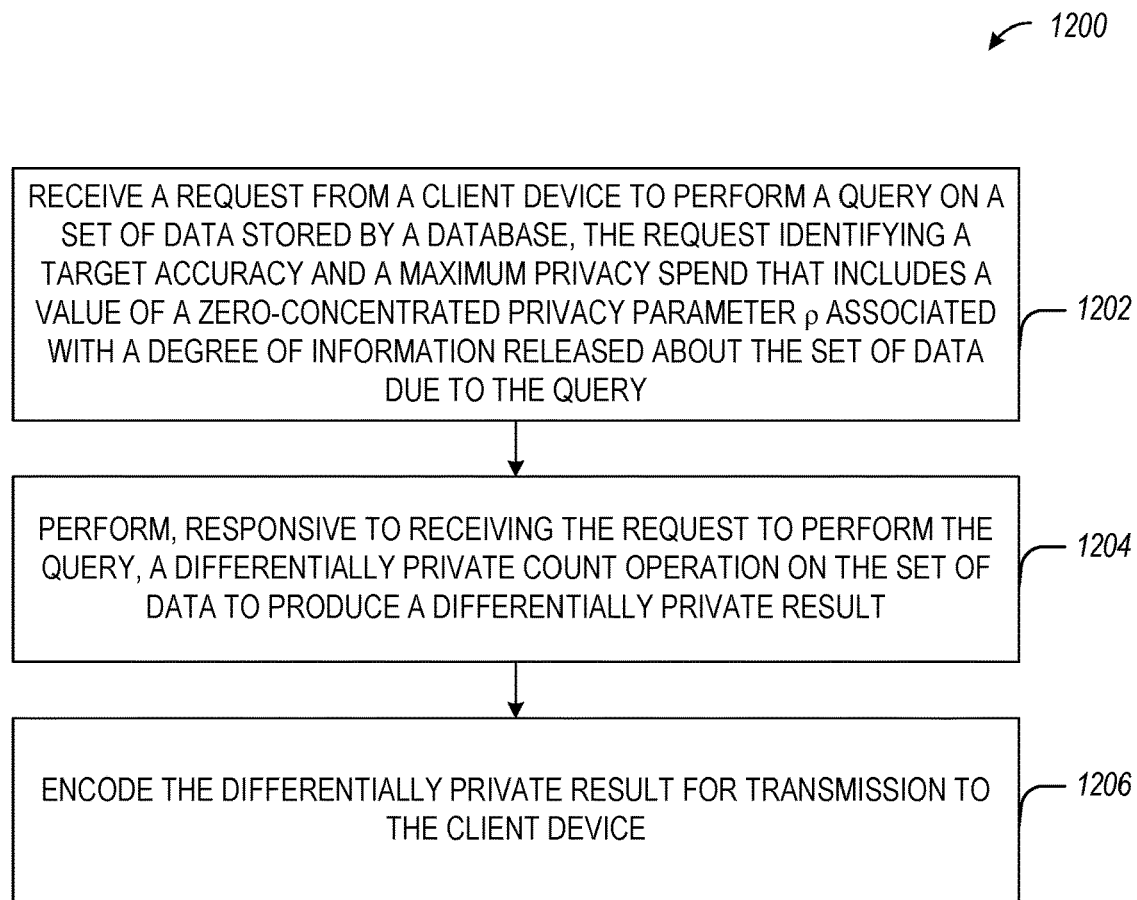 1200
RECEIVE A REQUEST FROM A CLIENT DEVICE TO PERFORM A QUERY ON A
SET OF DATA STORED BY A DATABASE, THE REQUEST IDENTIFYING A
TARGET ACCURACY AND A MAXIMUM PRIVACY SPEND THAT INCLUDES A
VALUE OF A ZERO-CONCENTRATED PRIVACY PARAMETER ρ ASSOCIATED
WITH A DEGREE OF INFORMATION RELEASED ABOUT THE SET OF DATA
DUE TO THE QUERY
1202
PERFORM, RESPONSIVE TO RECEIVING THE REQUEST TO PERFORM THE
QUERY, A DIFFERENTIALLY PRIVATE COUNT OPERATION ON THE SET OF
DATA TO PRODUCE A DIFFERENTIALLY PRIVATE RESULT
1204
ENCODE THE DIFFERENTIALLY PRIVATE RESULT FOR TRANSMISSION TO
THE CLIENT DEVICE
1206